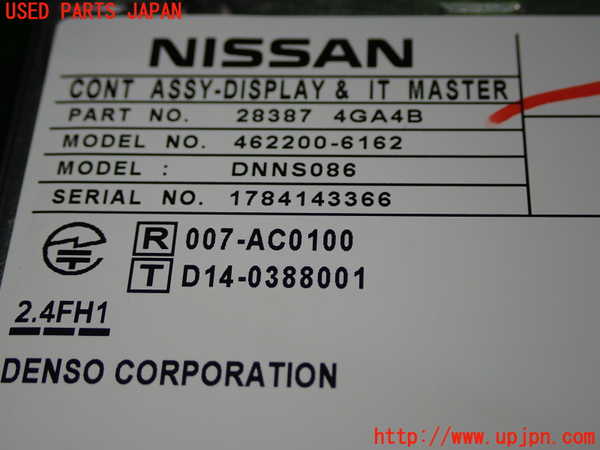 USED PARTS JAPAN
NISSAN
CONT ASSY-DISPLAY & IT MASTER
PART NO. 28387 4GA4B
MODEL NO. 462200-6162
MODEL : DNNS086
SERIAL NO. 1784143366
R 007-AC0100
T D14-0388001
2.4FH1
DENSO CORPORATION
http://www.upjpn.com/